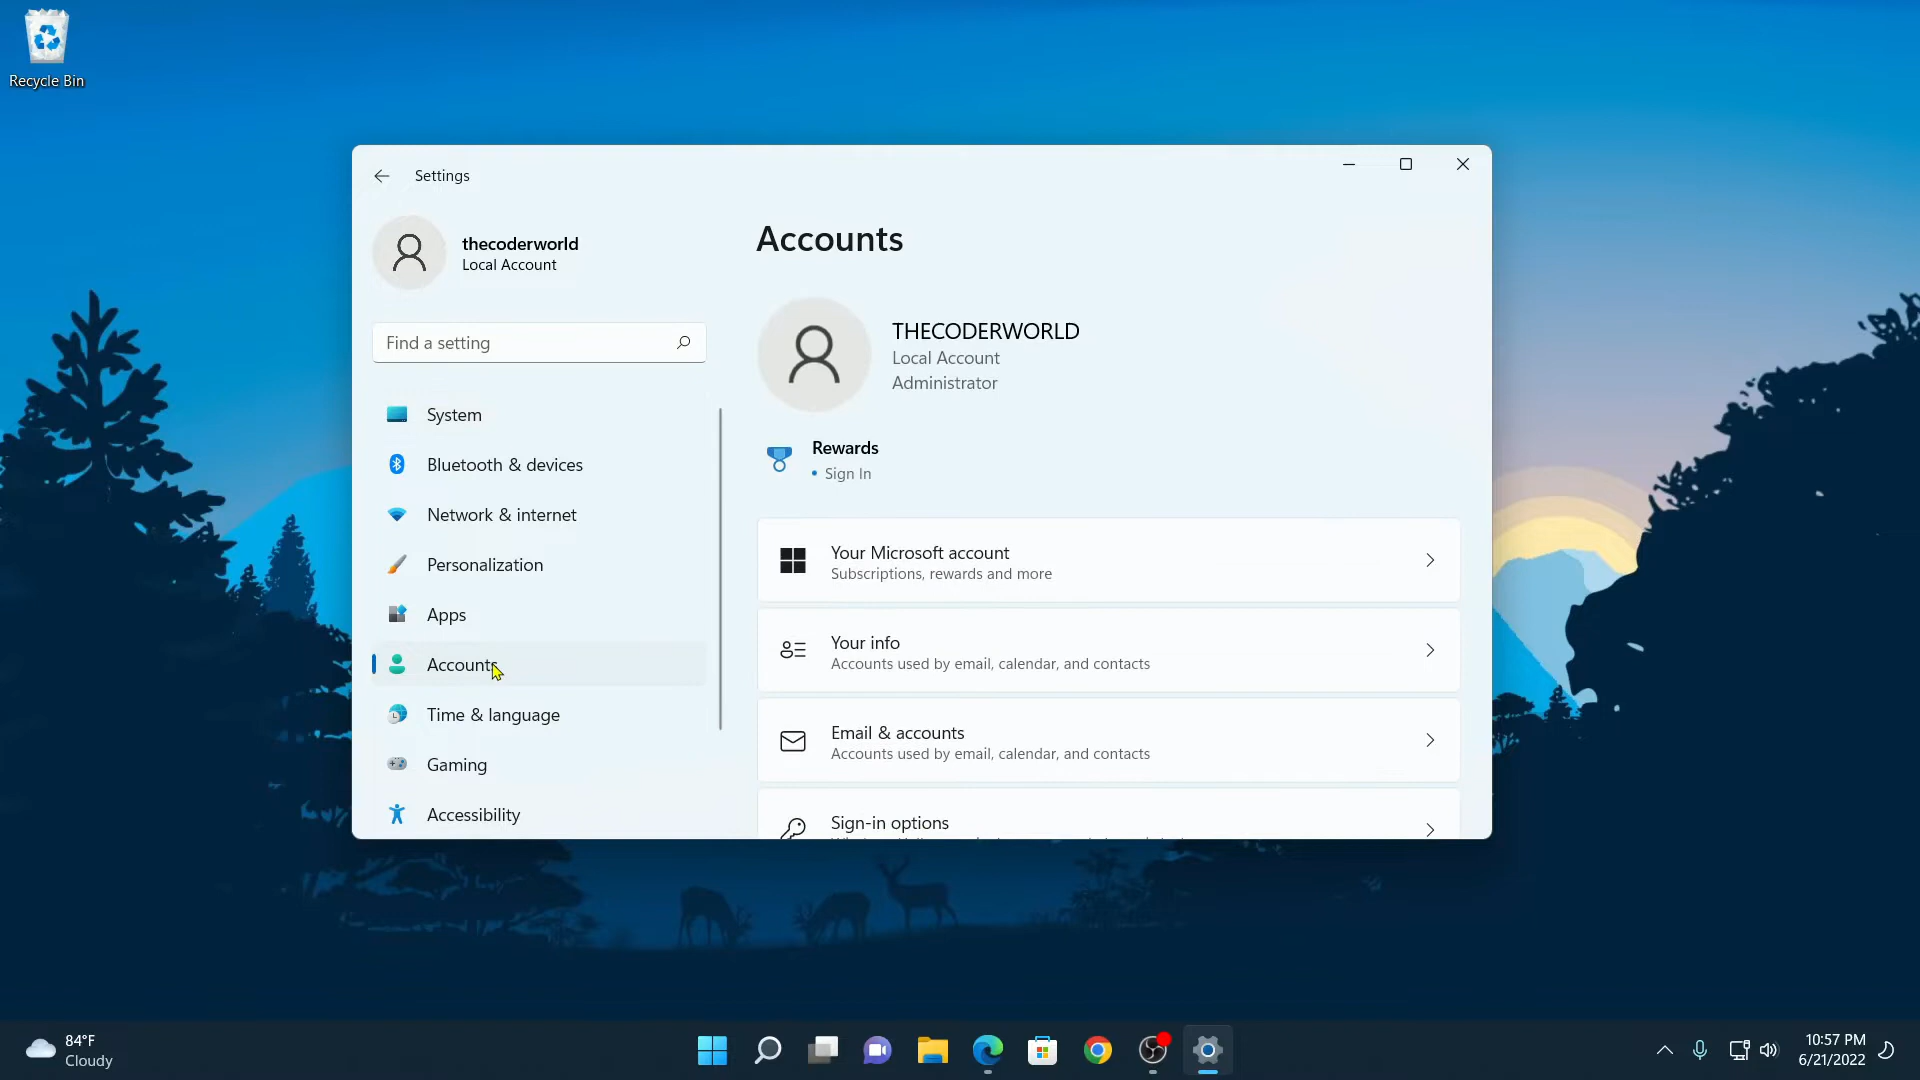 Recycle Bin
Settings
thecoderworld
Local Account
Find a setting
System
Bluetooth & devices
Network & internet
Personalization
Apps
Accounts
Time & language
Gaming
Accessibility
Accounts
THECODERWORLD
Local Account
Administrator
Rewards
• Sign In
Your Microsoft account
Subscriptions, rewards and more
Your info
Accounts used by email, calendar, and contacts
Email & accounts
Accounts used by email, calendar, and contacts
Sign-in options
84°F
Cloudy
10:57 PM
6/21/2022